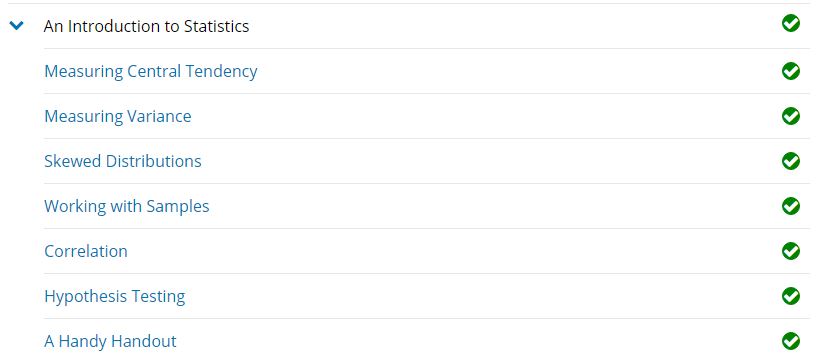 An Introduction to Statistics
Measuring Central Tendency
Measuring Variance
Skewed Distributions
Working with Samples
Correlation
Hypothesis Testing
A Handy Handout